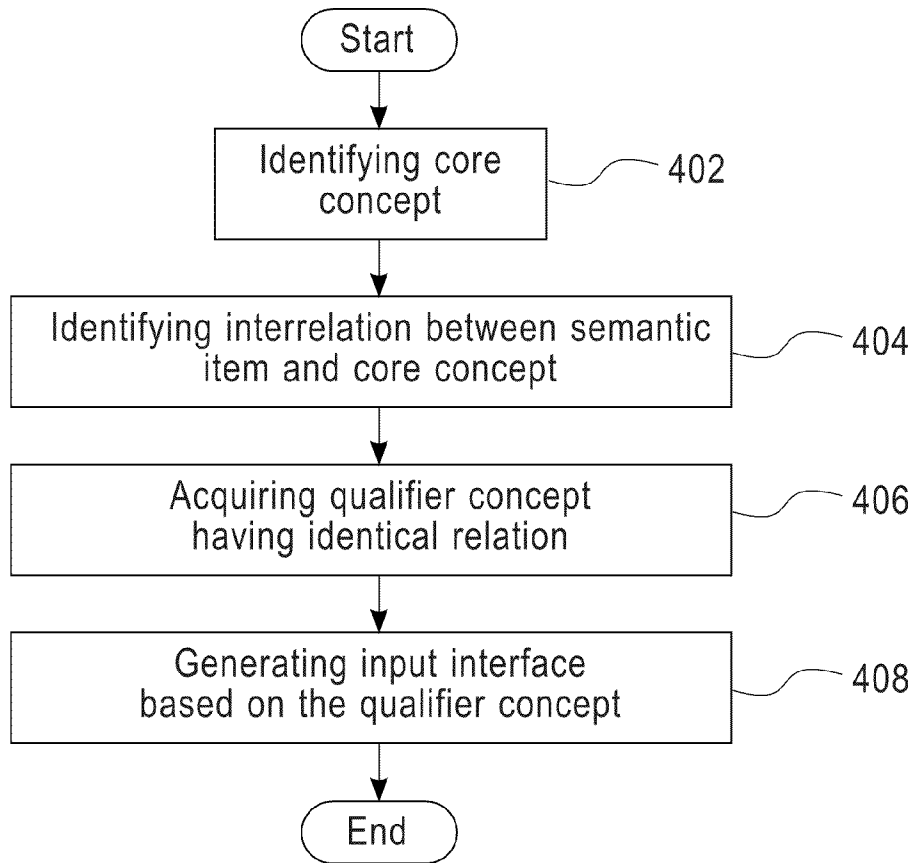 Start
Identifying core
concept
402
Identifying interrelation between semantic
item and core concept
404
Acquiring qualifier concept
having identical relation
406
Generating input interface
based on the qualifier concept
408
End